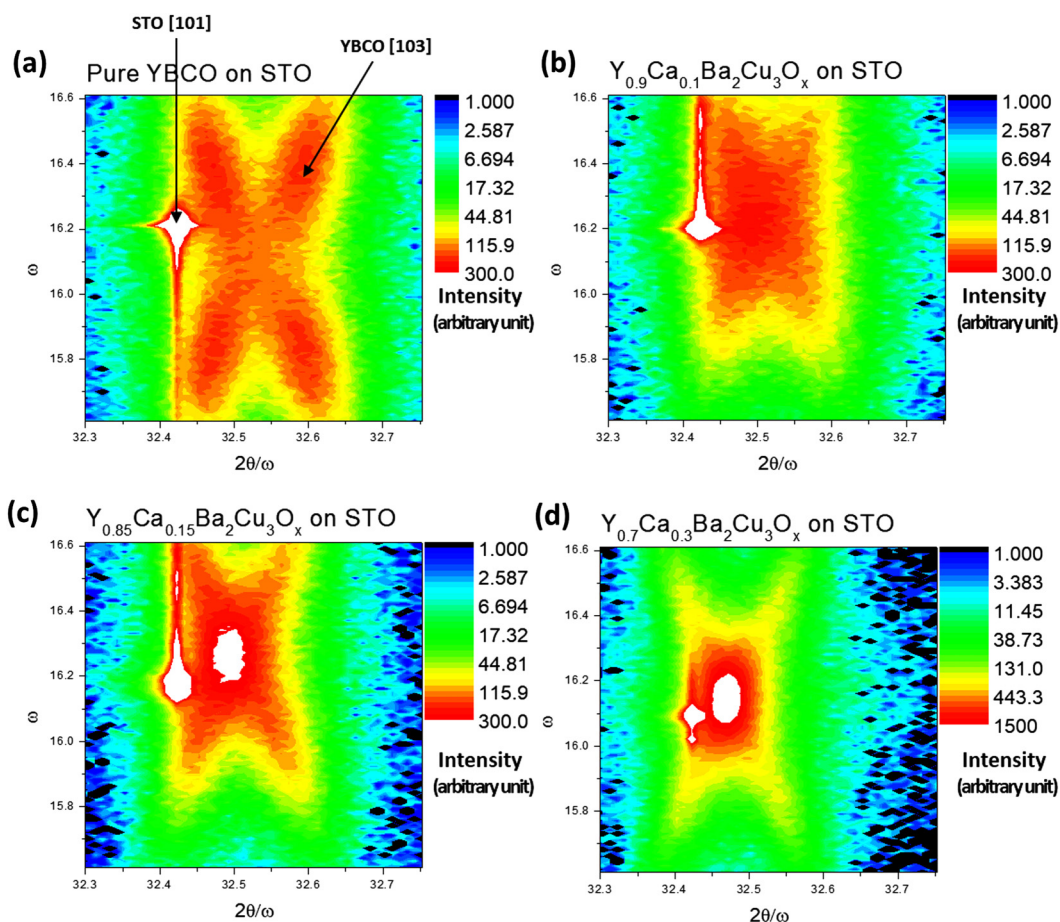 STO [101]
YBCO [103]
(a)
Pure YBCO on STO
16.6
16.4
16.2
16.0
15.8
ω
32.3
32.4
32.5
32.6
32.7
2θ/ω
1.000
2.587
6.694
17.32
44.81
115.9
300.0
Intensity
(arbitrary unit)
(b)
Y0.9Ca0.1Ba2Cu3Ox on STO
16.6
16.4
16.2
16.0
15.8
ω
32.3
32.4
32.5
32.6
32.7
2θ/ω
1.000
2.587
6.694
17.32
44.81
115.9
300.0
Intensity
(arbitrary unit)
(c)
Y0.85Ca0.15Ba2Cu3Ox on STO
16.6
16.4
16.2
16.0
15.8
ω
32.3
32.4
32.5
32.6
32.7
2θ/ω
1.000
2.587
6.694
17.32
44.81
115.9
300.0
Intensity
(arbitrary unit)
(d)
Y0.7Ca0.3Ba2Cu3Ox on STO
16.6
16.4
16.2
16.0
15.8
ω
32.3
32.4
32.5
32.6
32.7
2θ/ω
1.000
3.383
11.45
38.73
131.0
443.3
1500
Intensity
(arbitrary unit)